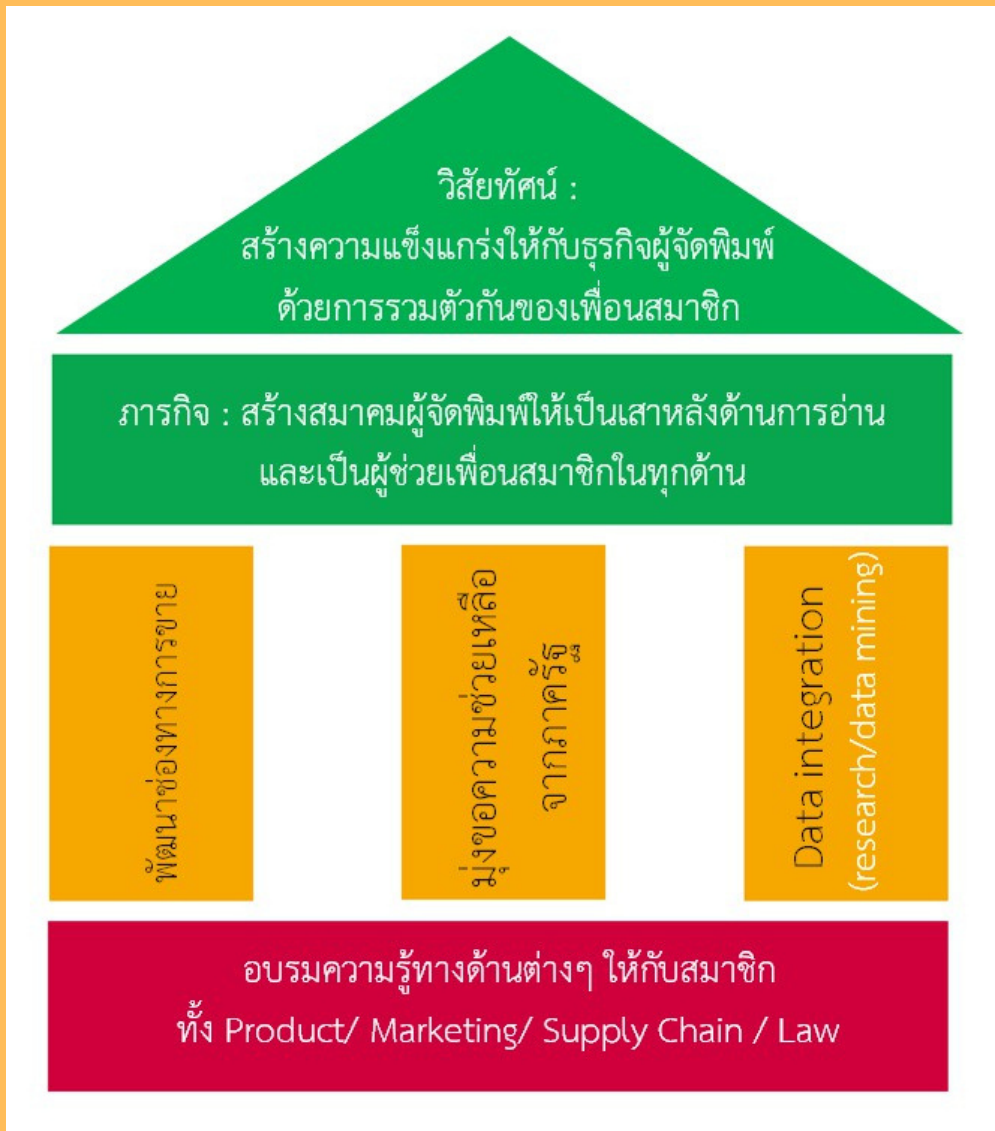 วิสัยทัศน์ :
สร้างความแข็งแกร่งให้กับธุรกิจผู้จัดพิมพ์
ด้วยการรวมตัวกันของเพื่อนสมาชิก
ภารกิจ : สร้างสมาคมผู้จัดพิมพ์ให้เป็นเสาหลังด้านการอ่าน
และเป็นผู้ช่วยเพื่อนสมาชิกในทุกด้าน
พัฒนาช่องทางการขาย
มุ่งขอความช่วยเหลือ
จากภาครัฐ
Data integration
(research/data mining)
อบรมความรู้ทางด้านต่างๆ ให้กับสมาชิก
ทั้ง Product/ Marketing/ Supply Chain / Law